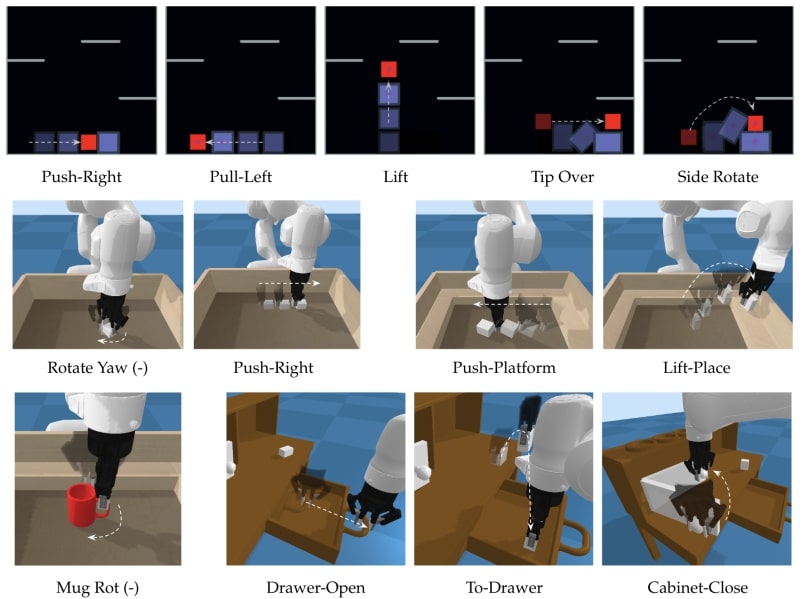 Push-Right Pull-Left Lift Tip Over Side Rotate
Rotate Yaw (-) Push-Right Push-Platform Lift-Place
Mug Rot (-) Drawer-Open To-Drawer Cabinet-Close